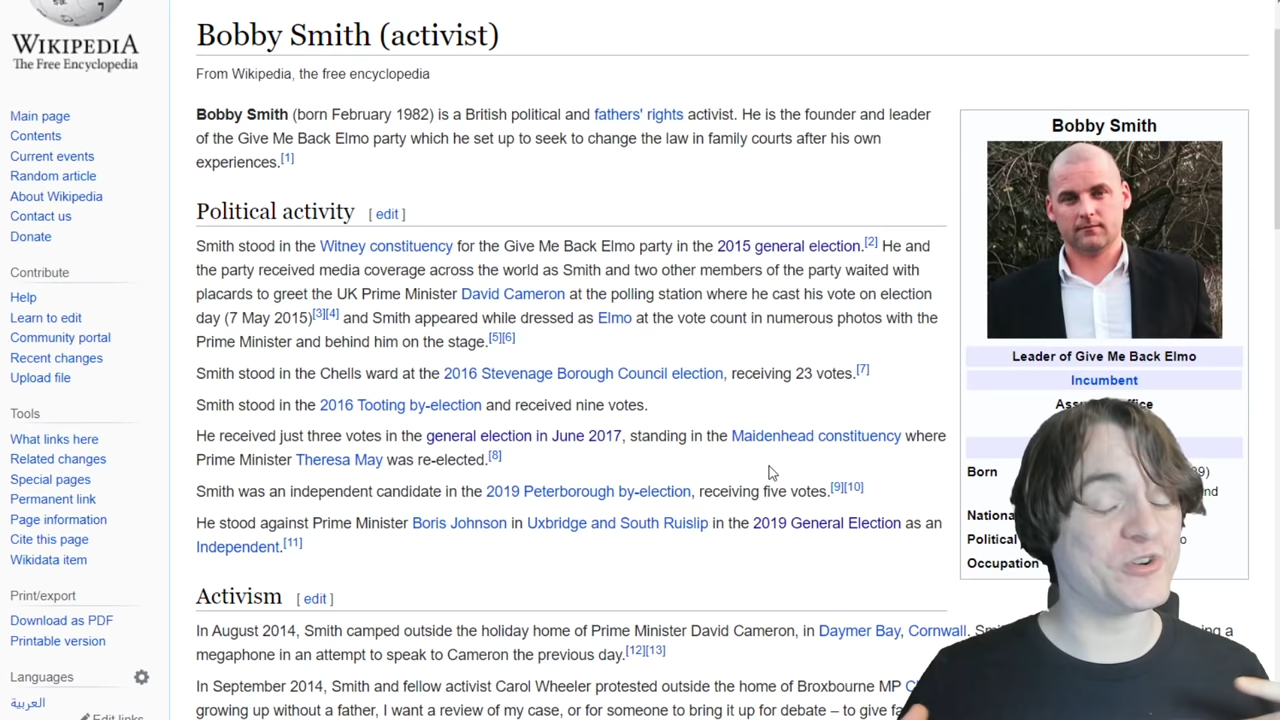 WIKIPEDIA
The Free Encyclopedia
Main page
Contents
Current events
Random article
About Wikipedia
Contact us
Donate
Contribute
Help
Learn to edit
Community portal
Recent changes
Upload file
Tools
What links here
Related changes
Special pages
Permanent link
Page information
Cite this page
Wikidata item
Print/export
Download as PDF
Printable version
Languages
العربية
Edit links
Bobby Smith (activist)
From Wikipedia, the free encyclopedia
Bobby Smith (born February 1982) is a British political and fathers' rights activist. He is the founder and leader
of the Give Me Back Elmo party which he set up to seek to change the law in family courts after his own
experiences.[1]
Political activity [ edit ]
Smith stood in the Witney constituency for the Give Me Back Elmo party in the 2015 general election.[2] He and
the party received media coverage across the world as Smith and two other members of the party waited with
placards to greet the UK Prime Minister David Cameron at the polling station where he cast his vote on election
day (7 May 2015)[3][4] and Smith appeared while dressed as Elmo at the vote count in numerous photos with the
Prime Minister and behind him on the stage.[5][6]
Smith stood in the Chells ward at the 2016 Stevenage Borough Council election, receiving 23 votes.[7]
Smith stood in the 2016 Tooting by-election and received nine votes.
He received just three votes in the general election in June 2017, standing in the Maidenhead constituency where
Prime Minister Theresa May was re-elected.[8]
Smith was an independent candidate in the 2019 Peterborough by-election, receiving five votes.[9][10]
He stood against Prime Minister Boris Johnson in Uxbridge and South Ruislip in the 2019 General Election as an
Independent.[11]
Activism [ edit ]
In August 2014, Smith camped outside the holiday home of Prime Minister David Cameron, in Daymer Bay, Cornwall.
megaphone in an attempt to speak to Cameron the previous day.[12][13]
In September 2014, Smith and fellow activist Carol Wheeler protested outside the home of Broxbourne MP
growing up without a father, I want a review of my case, or for someone to bring it up for debate – to give
Bobby Smith
Leader of Give Me Back Elmo
Incumbent
Born
Political
Occupation